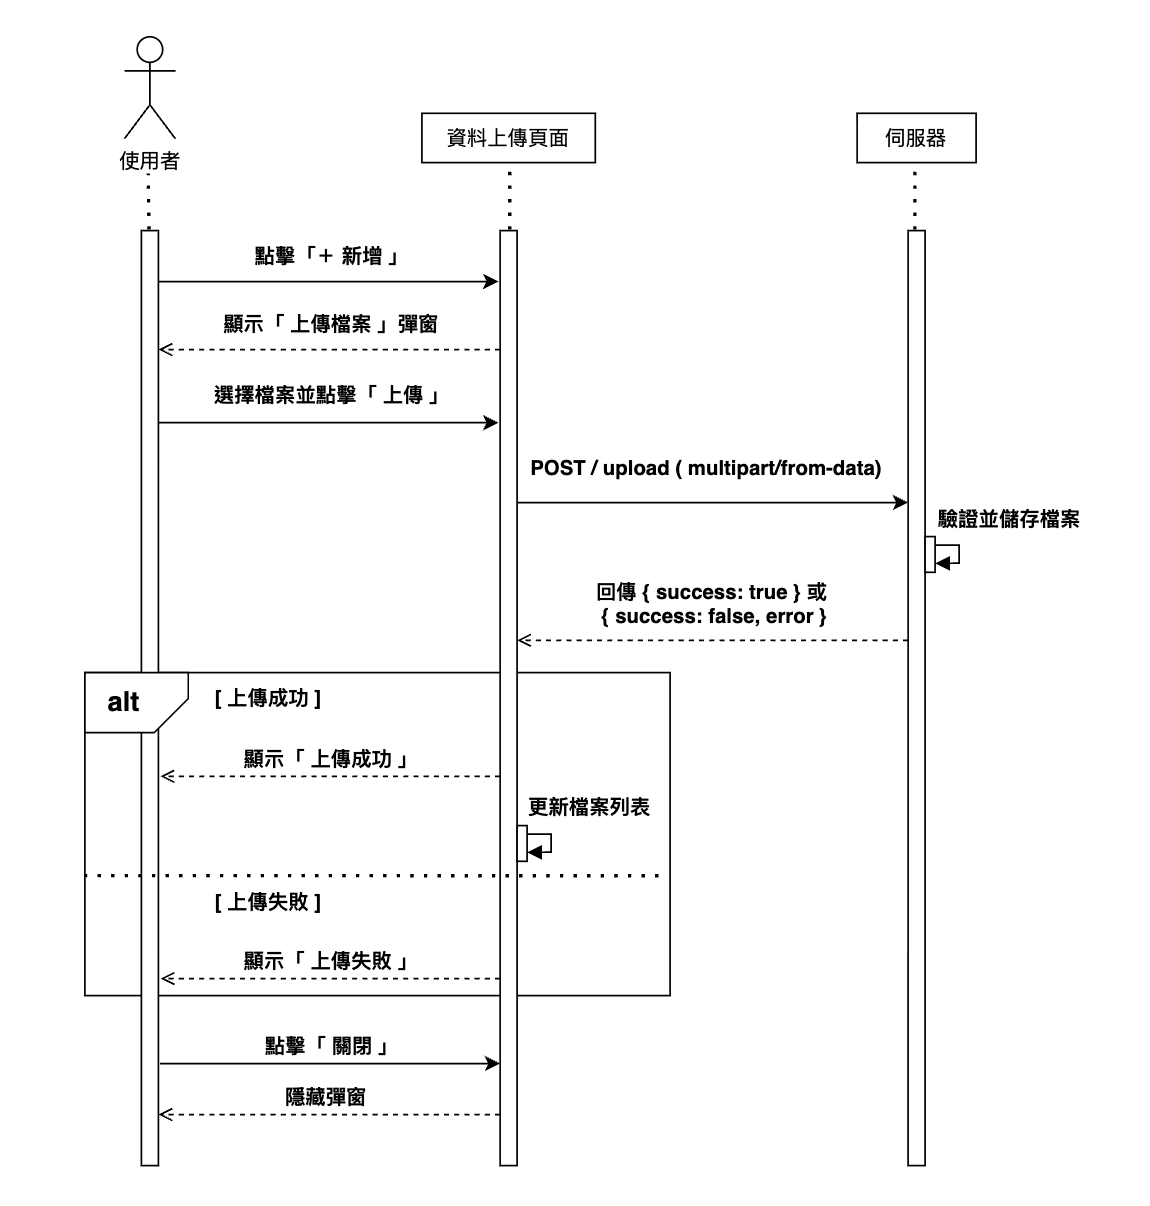 使用者
資料上傳頁面
伺服器
點擊「+ 新增 」
顯示「 上傳檔案 」彈窗
選擇檔案並點擊「 上傳 」
POST / upload ( multipart/from-data)
驗證並儲存檔案
回傳 { success: true } 或
{ success: false, error }
alt
[ 上傳成功 ]
顯示「 上傳成功 」
更新檔案列表
[ 上傳失敗 ]
顯示「 上傳失敗 」
點擊「 關閉 」
隱藏彈窗